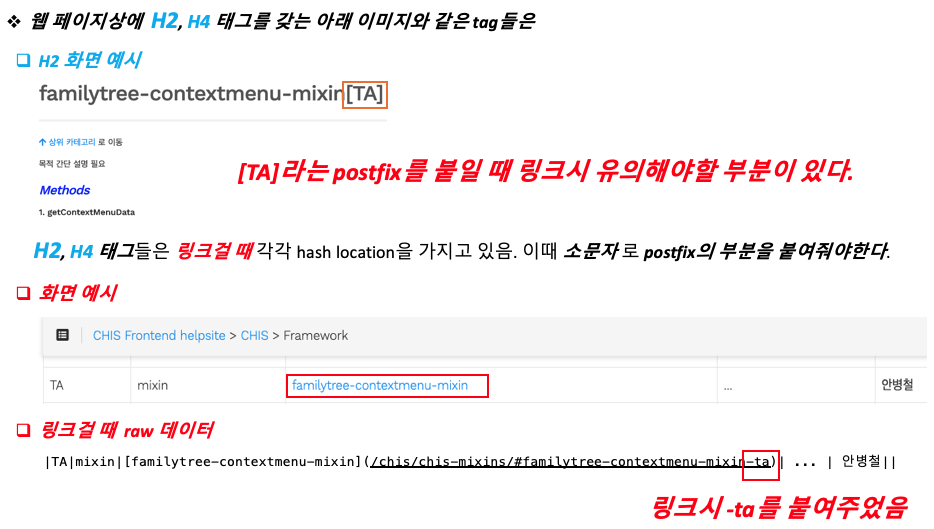 ❖ 웹 페이지상에 H2, H4 태그를 갖는 아래 이미지와 같은 tag들은
❑ H2 화면 예시
familytree-contextmenu-mixin[TA]
↑ 상위 카테고리 로 이동
목적 간단 설명 필요
[TA]라는 postfix를 붙일 때 링크시 유의해야할 부분이 있다.
Methods
1. getContextMenuData
H2, H4 태그들은 링크걸 때 각각 hash location을 가지고 있음. 이때 소문자 로 postfix의 부분을 붙여줘야한다.
❑ 화면 예시
CHIS Frontend helpsite > CHIS > Framework
TA mixin familytree-contextmenu-mixin ... 안병철
❑ 링크걸 때 raw 데이터
|TA|mixin|[familytree-contextmenu-mixin](/chis/chis-mixins/#familytree-contextmenu-mixin-ta)| ... | 안병철||
링크시 -ta를 붙여주었음